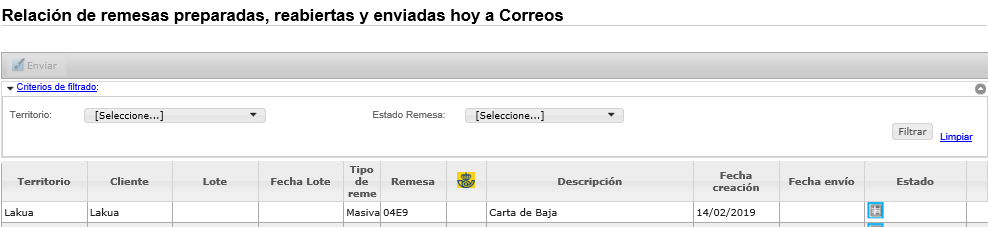 Relación de remesas preparadas, reabiertas y enviadas hoy a Correos
Enviar
Criterios de filtrado:
Territorio: [Seleccione...] Estado Remesa: [Seleccione...]
Filtrar Limpiar
Territorio Cliente Lote Fecha Lote Tipo de reme Remesa Descripción Fecha creación Fecha envío Estado
Lakua Lakua Masiva 04E9 Carta de Baja 14/02/2019